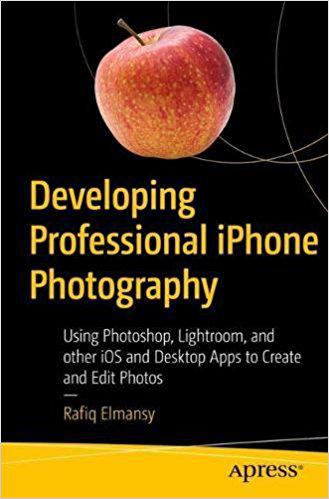 Developing
Professional iPhone
Photography
Using Photoshop, Lightroom, and
other iOS and Desktop Apps to Create
and Edit Photos
—
Rafiq Elmansy
Apress®